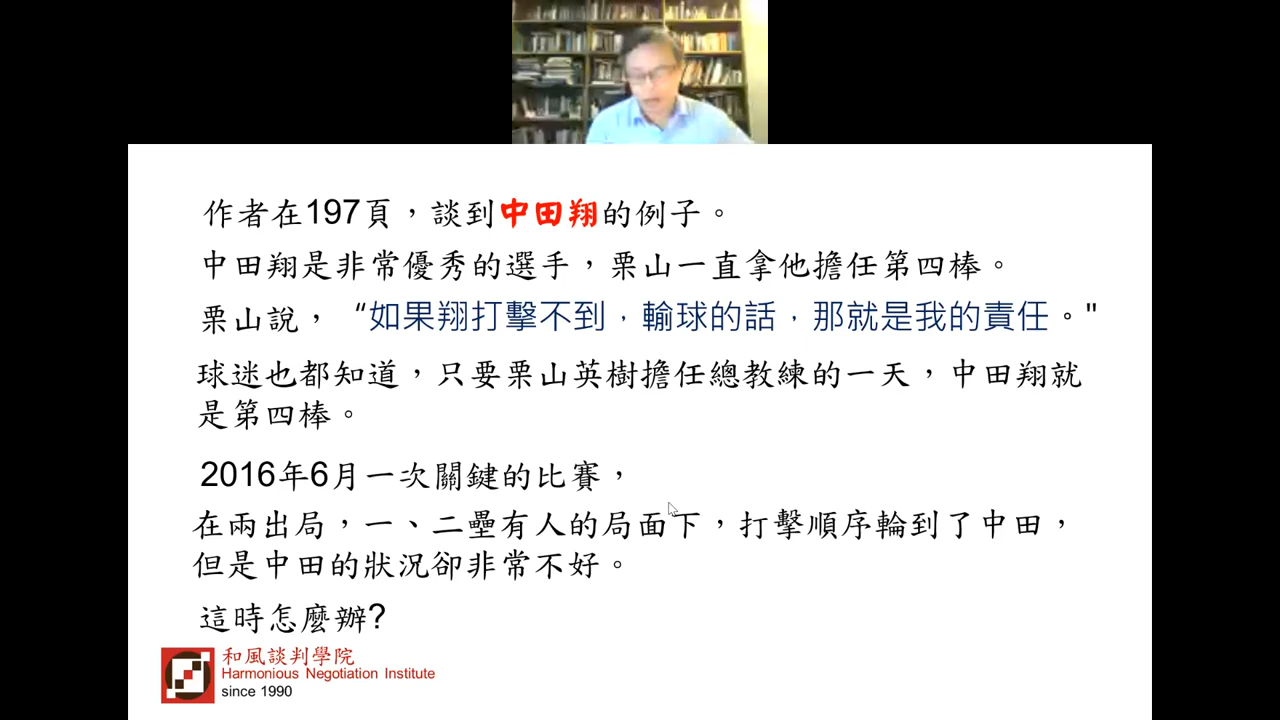 作者在197頁，談到中田翔的例子。
中田翔是非常優秀的選手，栗山一直拿他擔任第四棒。
栗山說， “如果翔打擊不到，輸球的話，那就是我的責任。"
球迷也都知道，只要栗山英樹擔任總教練的一天，中田翔就
是第四棒。
2016年6月一次關鍵的比賽，
在兩出局，一、二壘有人的局面下，打擊順序輪到了中田，
但是中田的狀況卻非常不好。
這時怎麼辦?
和風談判學院
Harmonious Negotiation Institute
since 1990